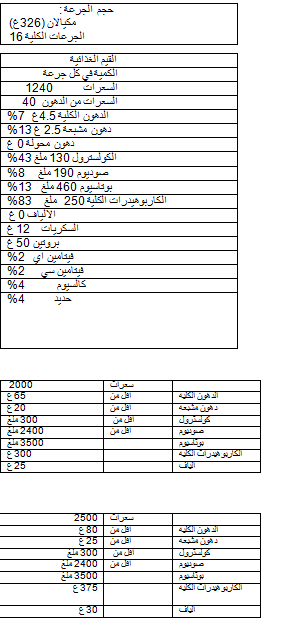 حجم الجرعة :
مكيالان (326غ)
الجرعات الكلية 16
القيم الغذائية
الكمية في كل جرعة
السعرات 1240
السعرات من الدهون 40
الدهون الكلية 4.5 غ 7%
دهون مشبعة 2.5 غ 13%
دهون محولة 0 غ
الكولسترول 130 ملغ 43%
صوديوم 190 ملغ 8%
بوتاسيوم 460 ملغ 13%
الكاربوهيدرات الكلية 250 ملغ 83%
الالياف 0 غ
السكريات 12 غ
بروتين 50 غ
فيتامين اي 2%
فيتامين سي 2%
كالسيوم 4%
حديد 4%
سعرات 2000
الدهون الكلية اقل من 65 غ
دهون مشبعه اقل من 20 غ
كولسترول اقل من 300 ملغ
صوديوم اقل من 2400 ملغ
بوتاسيوم 3500 ملغ
الكاربوهيدرات الكلية 300 غ
الياف 25 غ
سعرات 2500
الدهون الكلية اقل من 80 غ
دهون مشبعه اقل من 25 غ
كولسترول اقل من 300 ملغ
صوديوم اقل من 2400 ملغ
بوتاسيوم 3500 ملغ
الكاربوهيدرات الكلية 375 غ
الياف 30 غ